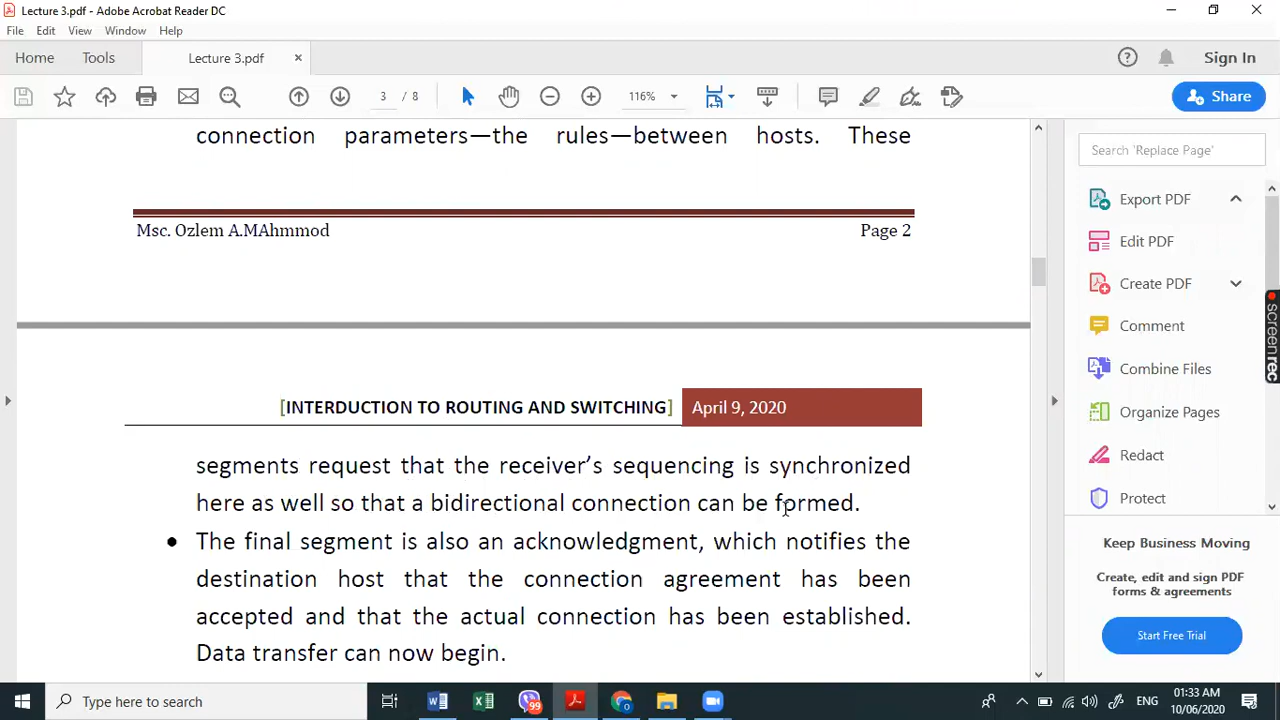 Lecture 3.pdf - Adobe Acrobat Reader DC
File Edit View Window Help
Home Tools Lecture 3.pdf × Sign In
3 / 8 116% Share
connection parameters—the rules—between hosts. These
Msc. Ozlem A.MAhmmod Page 2
[INTERDUCTION TO ROUTING AND SWITCHING] April 9, 2020
segments request that the receiver’s sequencing is synchronized
here as well so that a bidirectional connection can be formed.
• The final segment is also an acknowledgment, which notifies the
destination host that the connection agreement has been
accepted and that the actual connection has been established.
Data transfer can now begin.
Search 'Replace Page'
Export PDF
Edit PDF
Create PDF
Comment
Combine Files
Organize Pages
Redact
Protect
Keep Business Moving
Create, edit and sign PDF
forms & agreements
Start Free Trial
screenrec
Type here to search
99
ENG
01:33 AM
10/06/2020